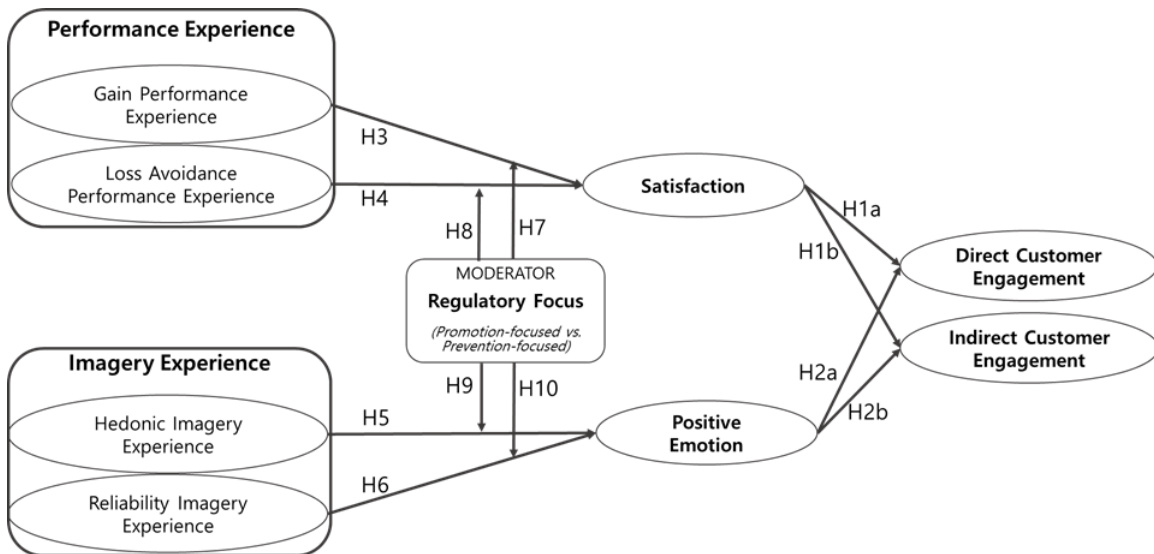 Performance Experience
Gain Performance
Experience
Loss Avoidance
Performance Experience
H3
H4
H8
H7
Satisfaction
H1a
H1b
MODERATOR
Regulatory Focus
(Promotion-focused vs.
Prevention-focused)
Direct Customer
Engagement
Indirect Customer
Engagement
Imagery Experience
Hedonic Imagery
Experience
Reliability Imagery
Experience
H9
H10
H5
H6
Positive
Emotion
H2a
H2b